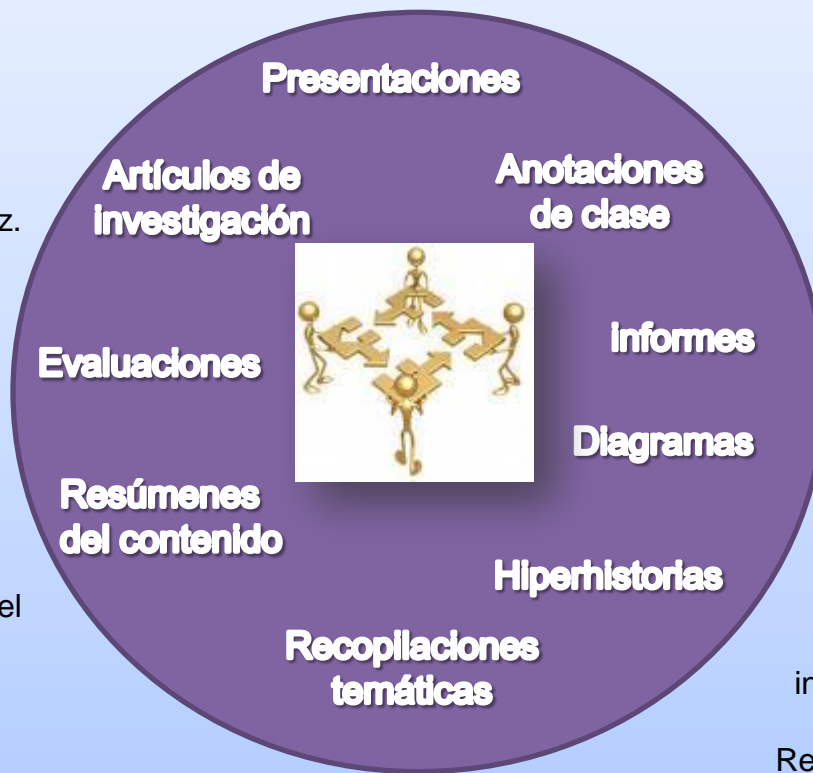 Presentaciones
Artículos de
investigación
Anotaciones
de clase
z.
informes
Evaluaciones
Diagramas
Resúmenes
del contenido
Hiperhistorias
el
Recopilaciones
temáticas
in
Re